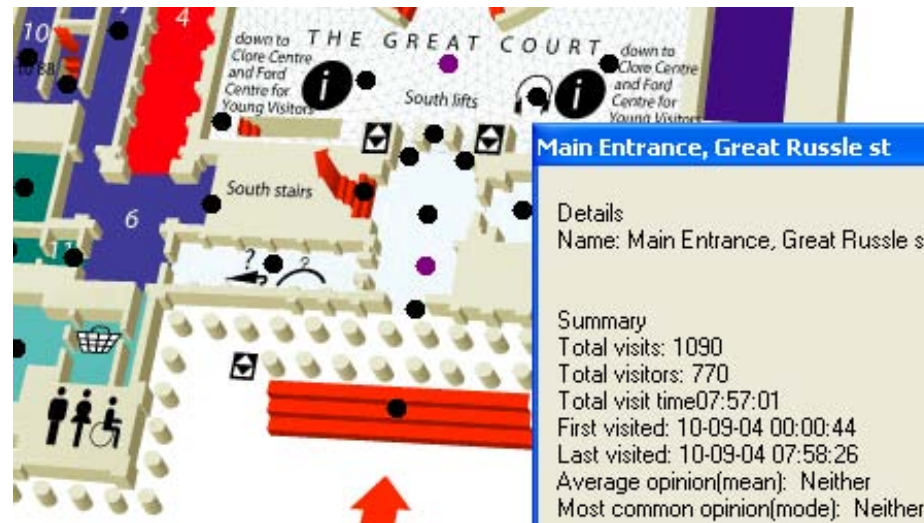 10
4
THE GREAT COURT
down to
Clore Centre
and Ford
Centre for
Young Visitors
i
South lifts
i
down to
Clore Centre
and Ford
Centre for
Young Visitors
South stairs
6
?
?
Main Entrance, Great Russle st
Details
Name: Main Entrance, Great Russle s
Summary
Total visits: 1090
Total visitors: 770
Total visit time07:57:01
First visited: 10-09-04 00:00:44
Last visited: 10-09-04 07:58:26
Average opinion(mean): Neither
Most common opinion(mode): Neither